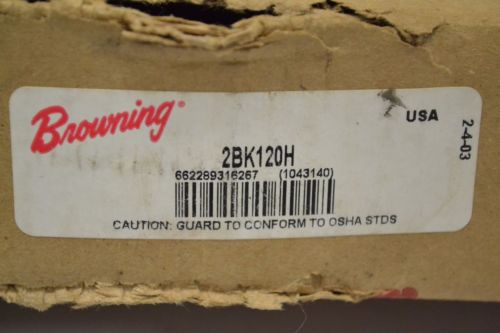 Browning
USA
2-4-03
2BK120H
662289316267 (1043140)
CAUTION: GUARD TO CONFORM TO OSHA STDS